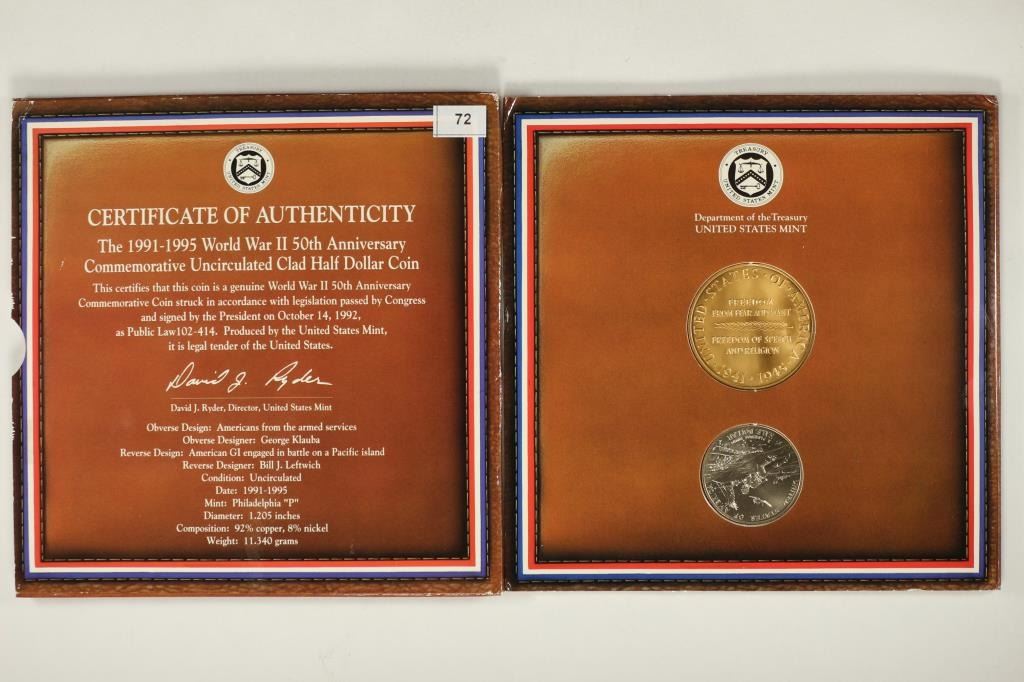 72
TREASURY
UNITED STATES MINT
CERTIFICATE OF AUTHENTICITY
The 1991-1995 World War II 50th Anniversary
Commemorative Uncirculated Clad Half Dollar Coin
This certifies that this coin is a genuine World War II 50th Anniversary
Commemorative Coin struck in accordance with legislation passed by Congress
and signed by the President on October 14, 1992,
as Public Law102-414. Produced by the United States Mint,
it is legal tender of the United States.
David J. Ryder
David J. Ryder, Director, United States Mint
Obverse Design: Americans from the armed services
Obverse Designer: George Klauba
Reverse Design: American GI engaged in battle on a Pacific island
Reverse Designer: Bill J. Leftwich
Condition: Uncirculated
Date: 1991-1995
Mint: Philadelphia "P"
Diameter: 1.205 inches
Composition: 92% copper, 8% nickel
Weight: 11.340 grams
TREASURY
UNITED STATES MINT
Department of the Treasury
UNITED STATES MINT
UNITED · STATES · OF · AMERICA
FREEDOM
FROM FEAR AND WANT
FREEDOM OF SPEECH
AND RELIGION
1941 · 1945
UNITED STATES OF AMERICA
HALF DOLLAR